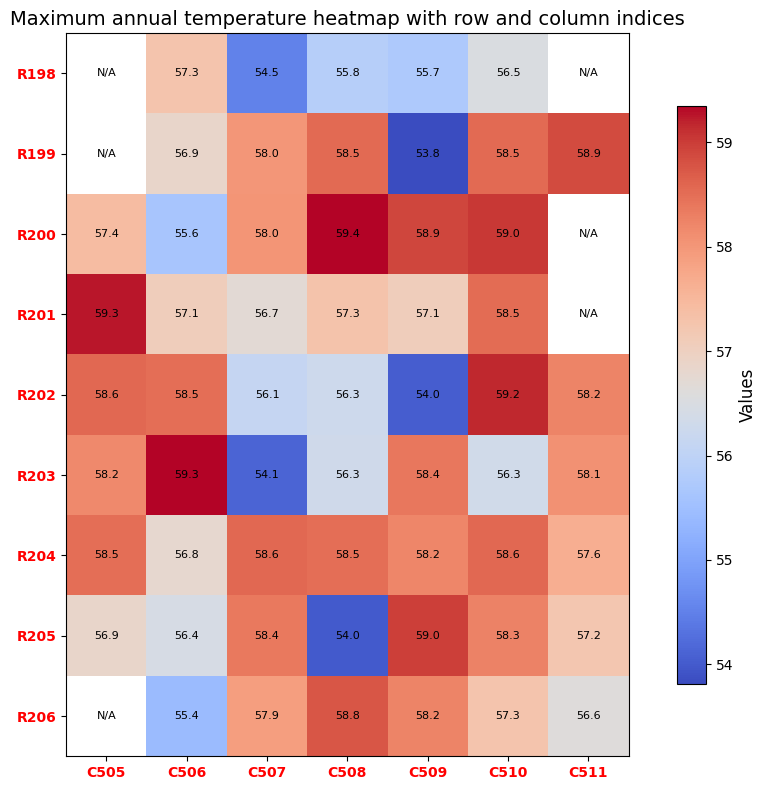 Maximum annual temperature heatmap with row and column indices
R198 N/A 57.3 54.5 55.8 55.7 56.5 N/A
R199 N/A 56.9 58.0 58.5 53.8 58.5 58.9
R200 57.4 55.6 58.0 59.4 58.9 59.0 N/A
R201 59.3 57.1 56.7 57.3 57.1 58.5 N/A
R202 58.6 58.5 56.1 56.3 54.0 59.2 58.2
R203 58.2 59.3 54.1 56.3 58.4 56.3 58.1
R204 58.5 56.8 58.6 58.5 58.2 58.6 57.6
R205 56.9 56.4 58.4 54.0 59.0 58.3 57.2
R206 N/A 55.4 57.9 58.8 58.2 57.3 56.6
C505 C506 C507 C508 C509 C510 C511
59
58
57
56
55
54
Values